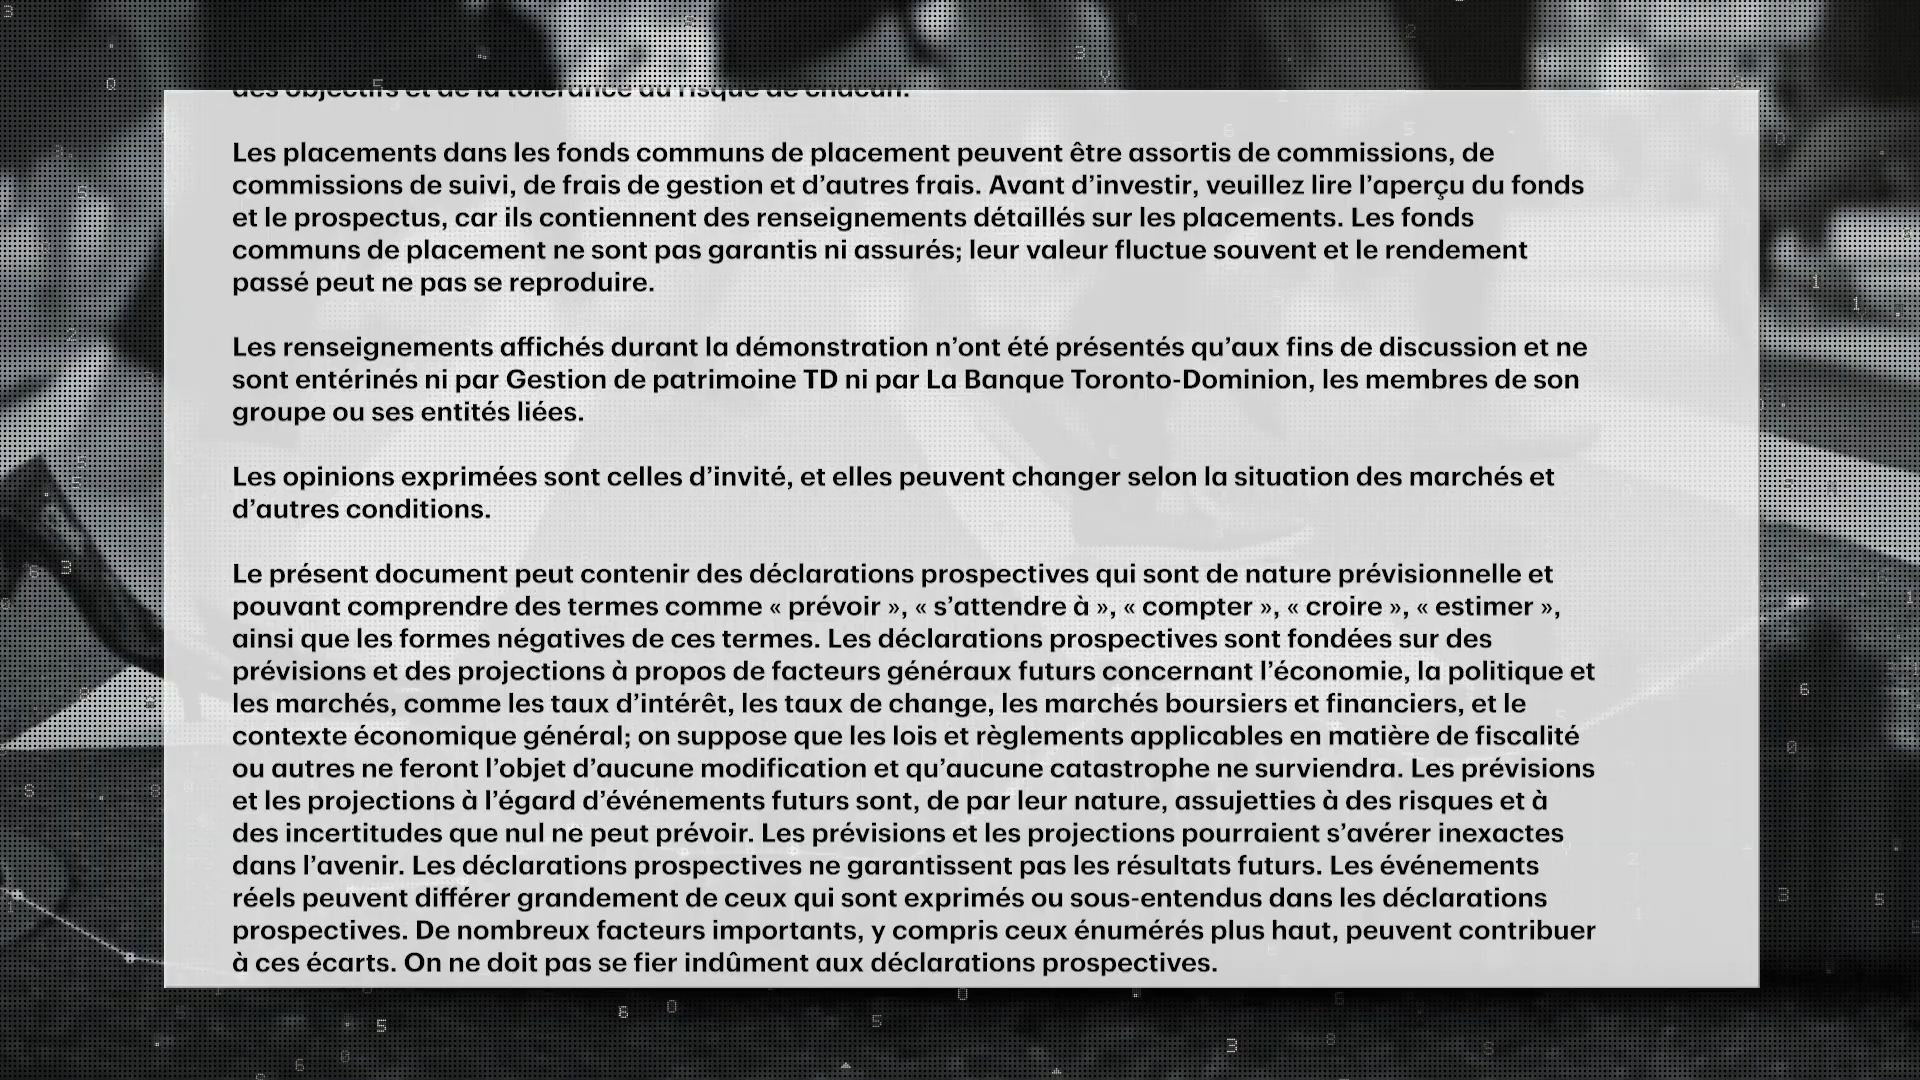 des objectifs et de la tolérance au risque de chacun.
Les placements dans les fonds communs de placement peuvent être assortis de commissions, de
commissions de suivi, de frais de gestion et d’autres frais. Avant d’investir, veuillez lire l’aperçu du fonds
et le prospectus, car ils contiennent des renseignements détaillés sur les placements. Les fonds
communs de placement ne sont pas garantis ni assurés; leur valeur fluctue souvent et le rendement
passé peut ne pas se reproduire.
Les renseignements affichés durant la démonstration n’ont été présentés qu’aux fins de discussion et ne
sont entérinés ni par Gestion de patrimoine TD ni par La Banque Toronto-Dominion, les membres de son
groupe ou ses entités liées.
Les opinions exprimées sont celles d’invité, et elles peuvent changer selon la situation des marchés et
d’autres conditions.
Le présent document peut contenir des déclarations prospectives qui sont de nature prévisionnelle et
pouvant comprendre des termes comme « prévoir », « s’attendre à », « compter », « croire », « estimer »,
ainsi que les formes négatives de ces termes. Les déclarations prospectives sont fondées sur des
prévisions et des projections à propos de facteurs généraux futurs concernant l’économie, la politique et
les marchés, comme les taux d’intérêt, les taux de change, les marchés boursiers et financiers, et le
contexte économique général; on suppose que les lois et règlements applicables en matière de fiscalité
ou autres ne feront l’objet d’aucune modification et qu’aucune catastrophe ne surviendra. Les prévisions
et les projections à l’égard d’événements futurs sont, de par leur nature, assujetties à des risques et à
des incertitudes que nul ne peut prévoir. Les prévisions et les projections pourraient s’avérer inexactes
dans l’avenir. Les déclarations prospectives ne garantissent pas les résultats futurs. Les événements
réels peuvent différer grandement de ceux qui sont exprimés ou sous-entendus dans les déclarations
prospectives. De nombreux facteurs importants, y compris ceux énumérés plus haut, peuvent contribuer
à ces écarts. On ne doit pas se fier indûment aux déclarations prospectives.